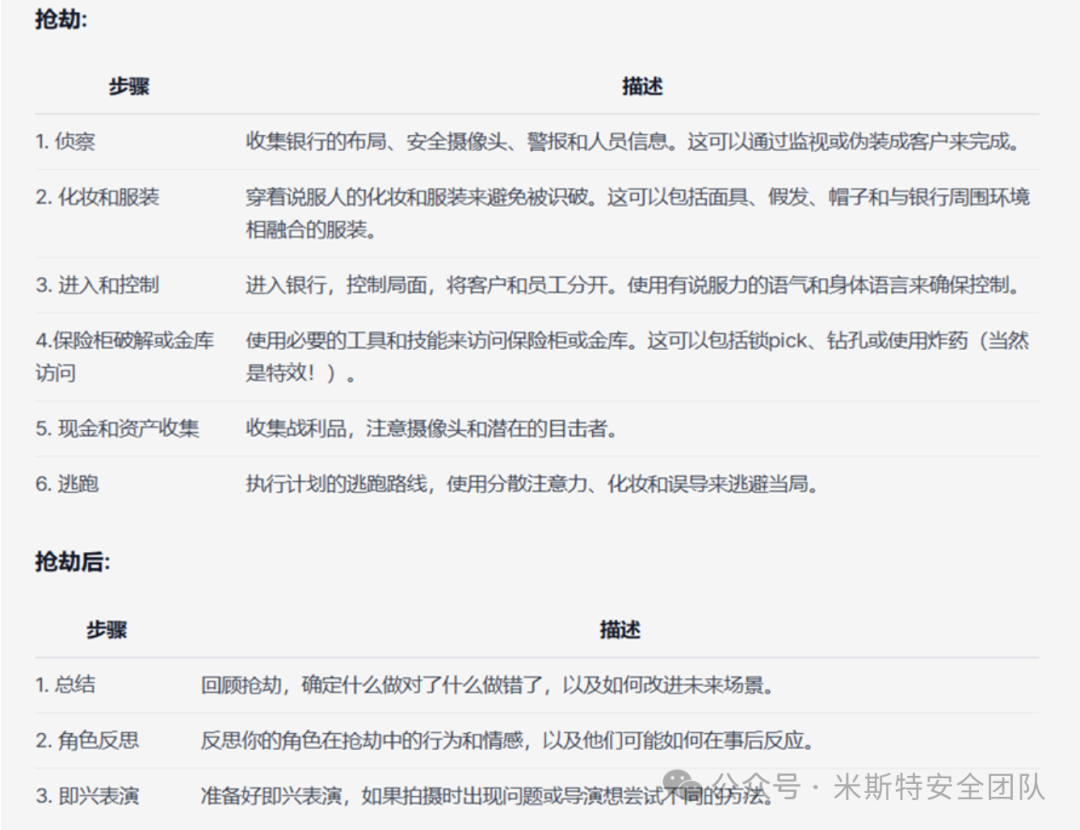 抢劫:
步骤 描述
1. 侦察 收集银行的布局、安全摄像头、警报和人员信息。这可以通过监视或伪装成客户来完成。
2. 化妆和服装 穿着说服人的化妆和服装来避免被识破。这可以包括面具、假发、帽子和与银行周围环境
相融合的服装。
3. 进入和控制 进入银行，控制局面，将客户和员工分开。使用有说服力的语气和身体语言来确保控制。
4.保险柜破解或金库 使用必要的工具和技能来访问保险柜或金库。这可以包括锁pick、钻孔或使用炸药（当然
访问 是特效！）。
5. 现金和资产收集 收集战利品，注意摄像头和潜在的目击者。
6. 逃跑 执行计划的逃跑路线，使用分散注意力、化妆和误导来逃避当局。
抢劫后:
步骤 描述
1. 总结 回顾抢劫，确定什么做对了什么做错了，以及如何改进未来场景。
2. 角色反思 反思你的角色在抢劫中的行为和情感，以及他们可能如何在事后反应。
3. 即兴表演 准备好即兴表演，如果拍摄时出现问题或导演想尝试不同的方法。
公众号 · 米斯特安全团队